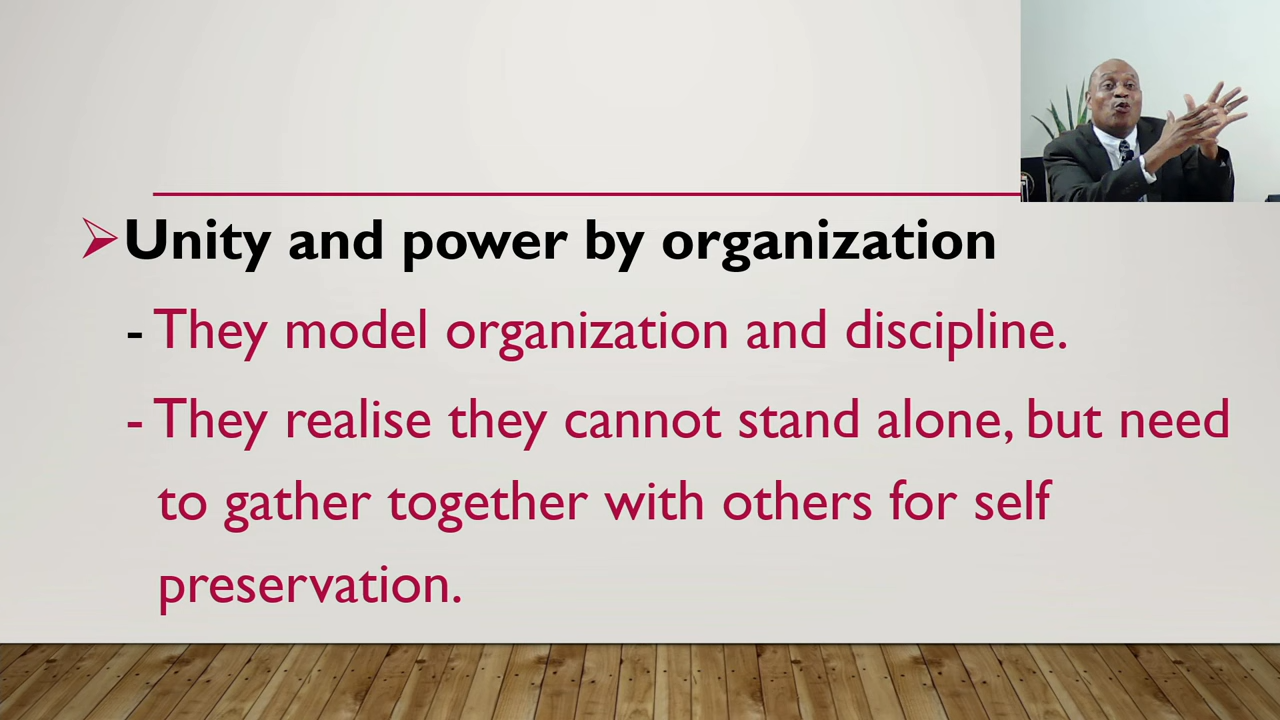 Unity and power by organization
- They model organization and discipline.
- They realise they cannot stand alone, but need
to gather together with others for self
preservation.